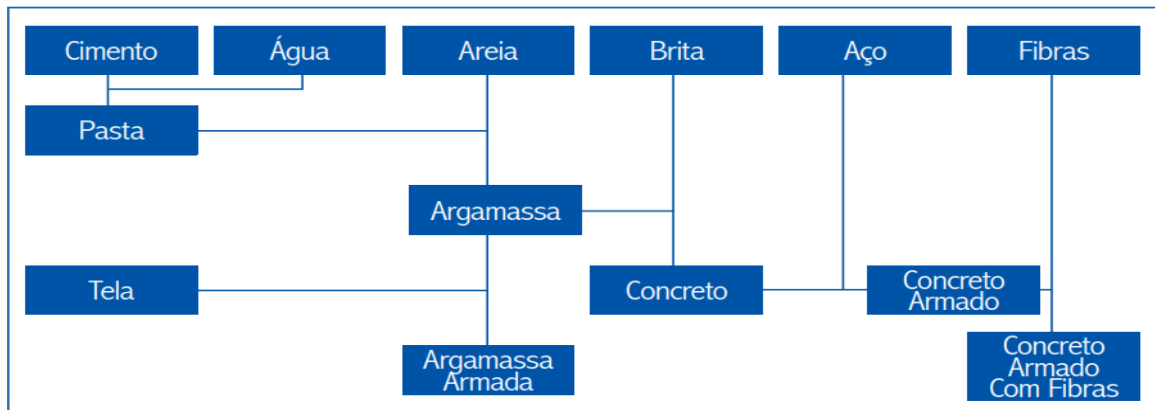 Cimento
Água
Areia
Brita
Aço
Fibras
Pasta
Argamassa
Tela
Concreto
Concreto
Armado
Argamassa
Armada
Concreto
Armado
Com Fibras